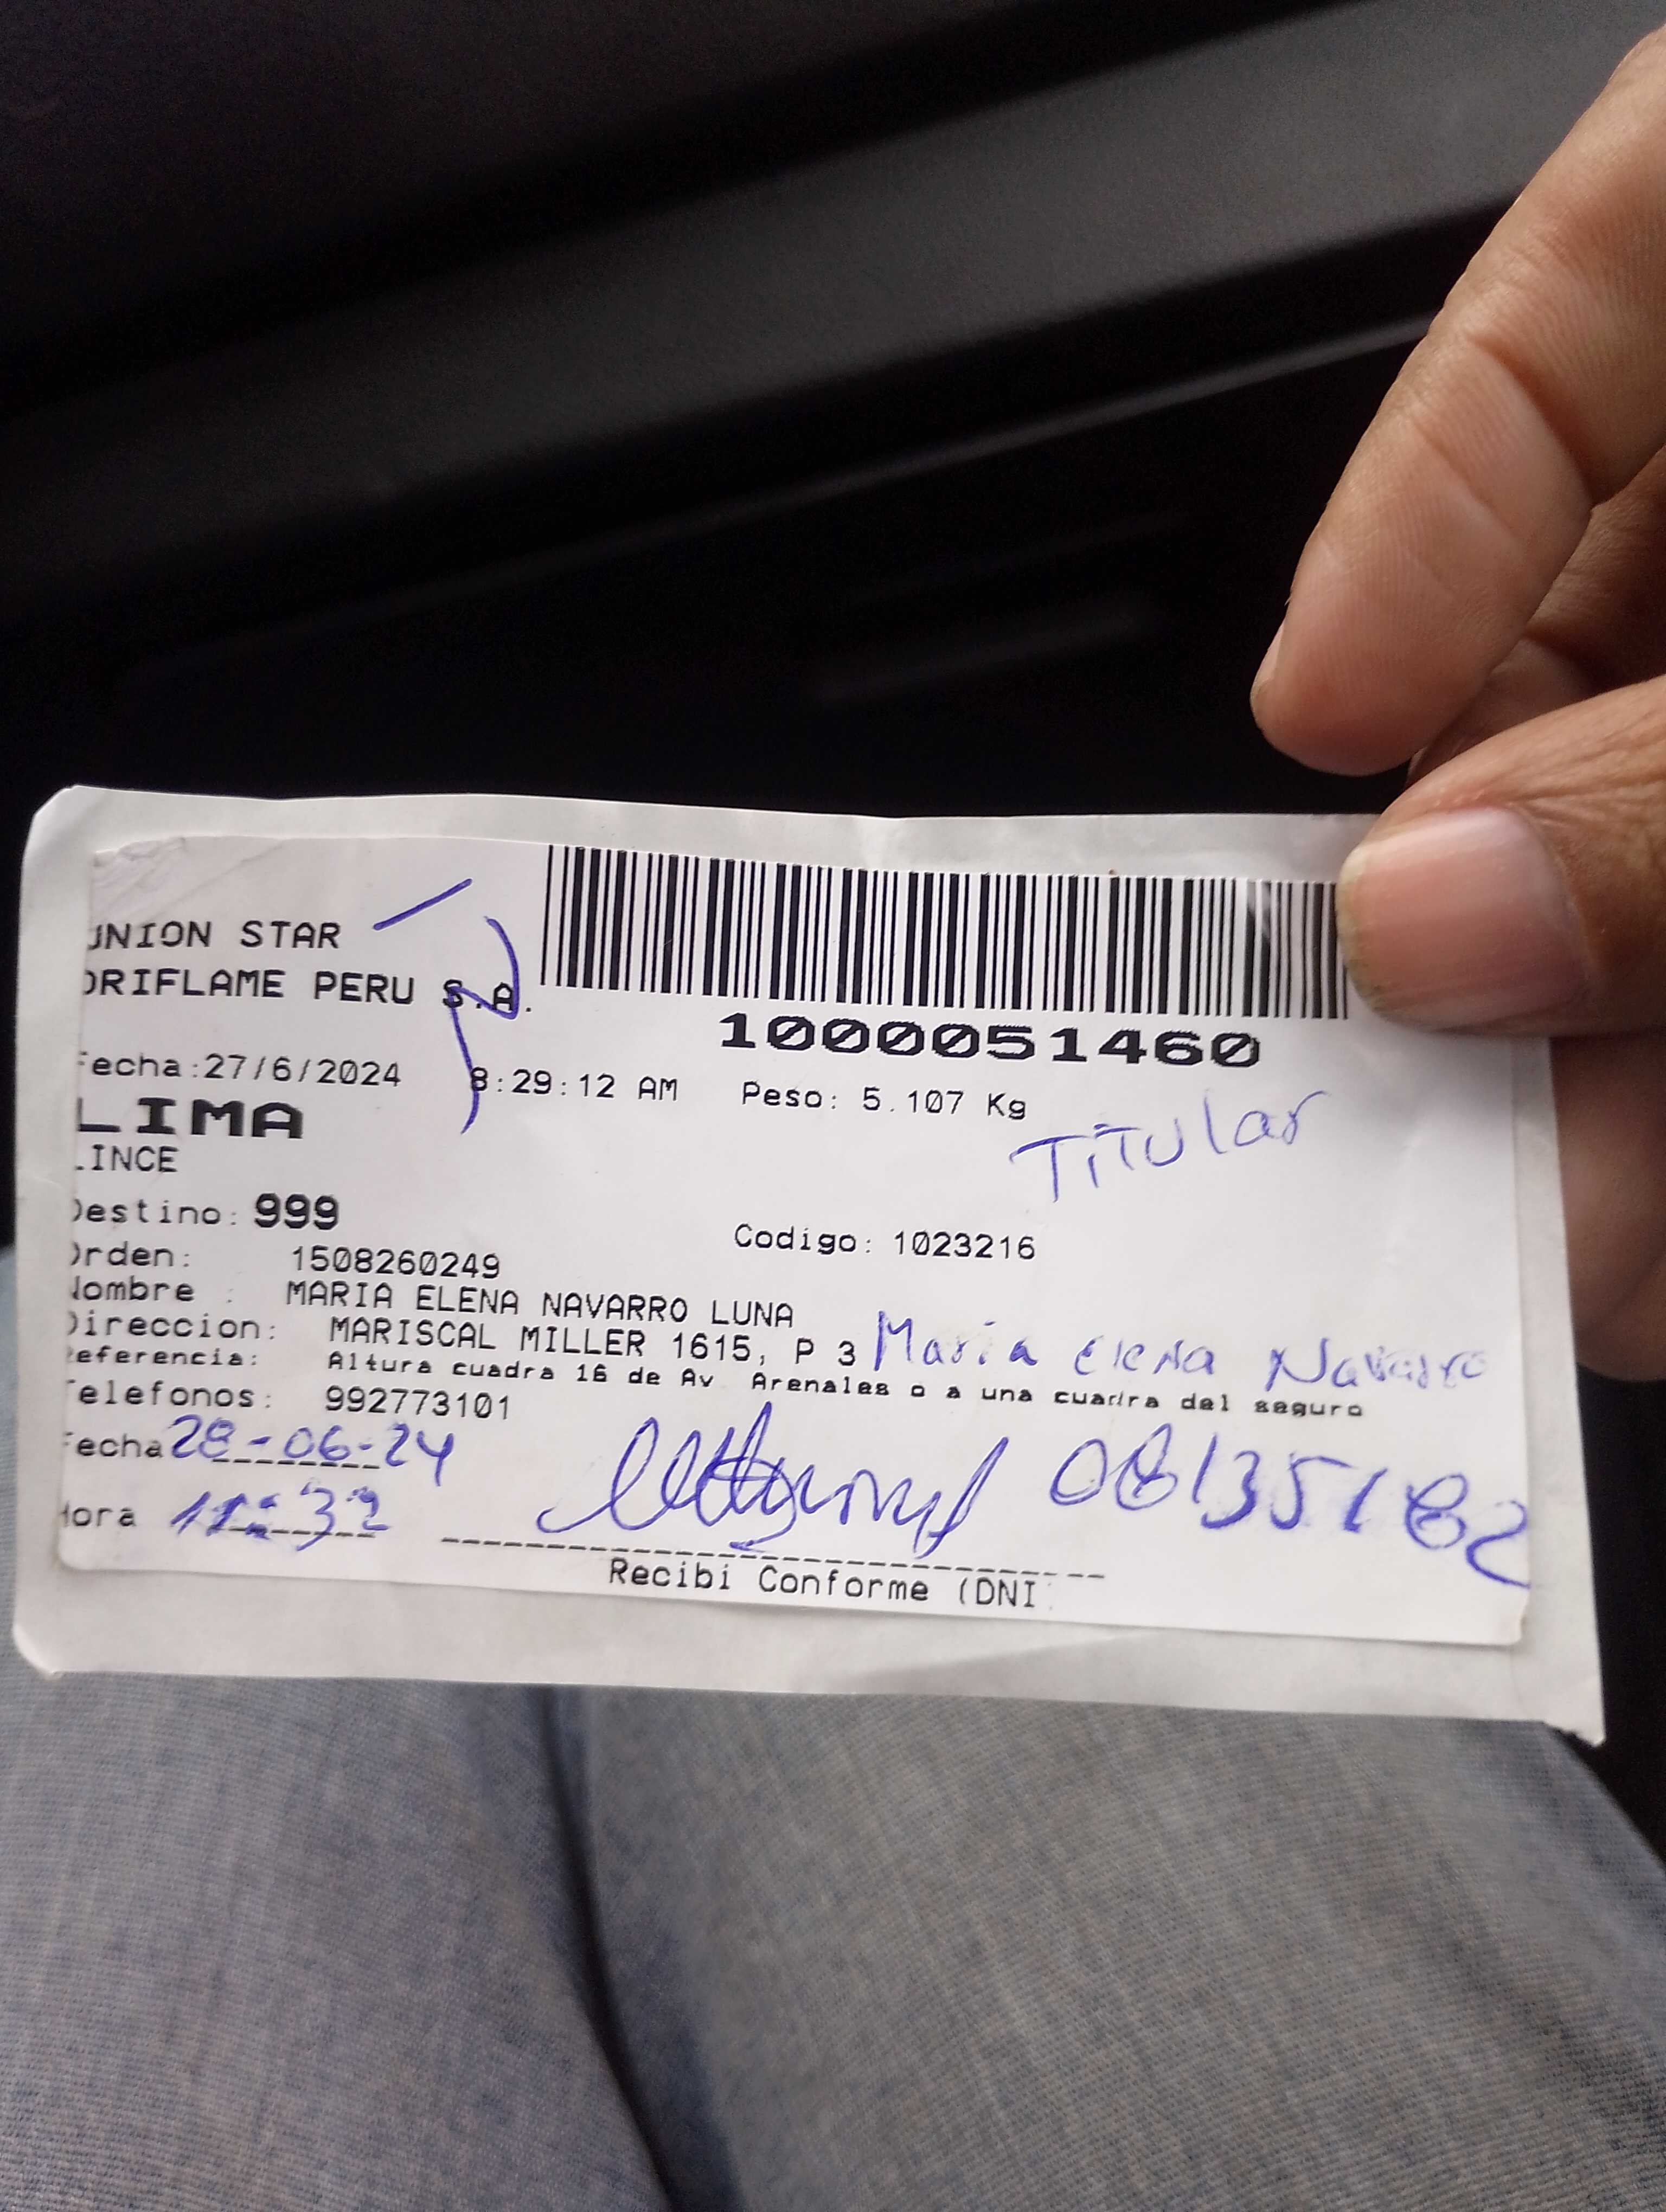 UNION STAR
ORIFLAME PERU S.A.
1000051460
Fecha:27/6/2024 8:29:12 AM Peso: 5.107 Kg
LIMA
Titular
LINCE
Destino: 999
Codigo: 1023216
Orden: 1508260249
Nombre : MARIA ELENA NAVARRO LUNA
Direccion: MARISCAL MILLER 1615, P 3
Maria Elena Navarro
Referencia: Altura cuadra 16 de Av Arenales o a una cuadra del seguro
Telefonos: 992773101
Fecha 28-06-24
08135182
Hora 11:32
Recibi Conforme (DNI